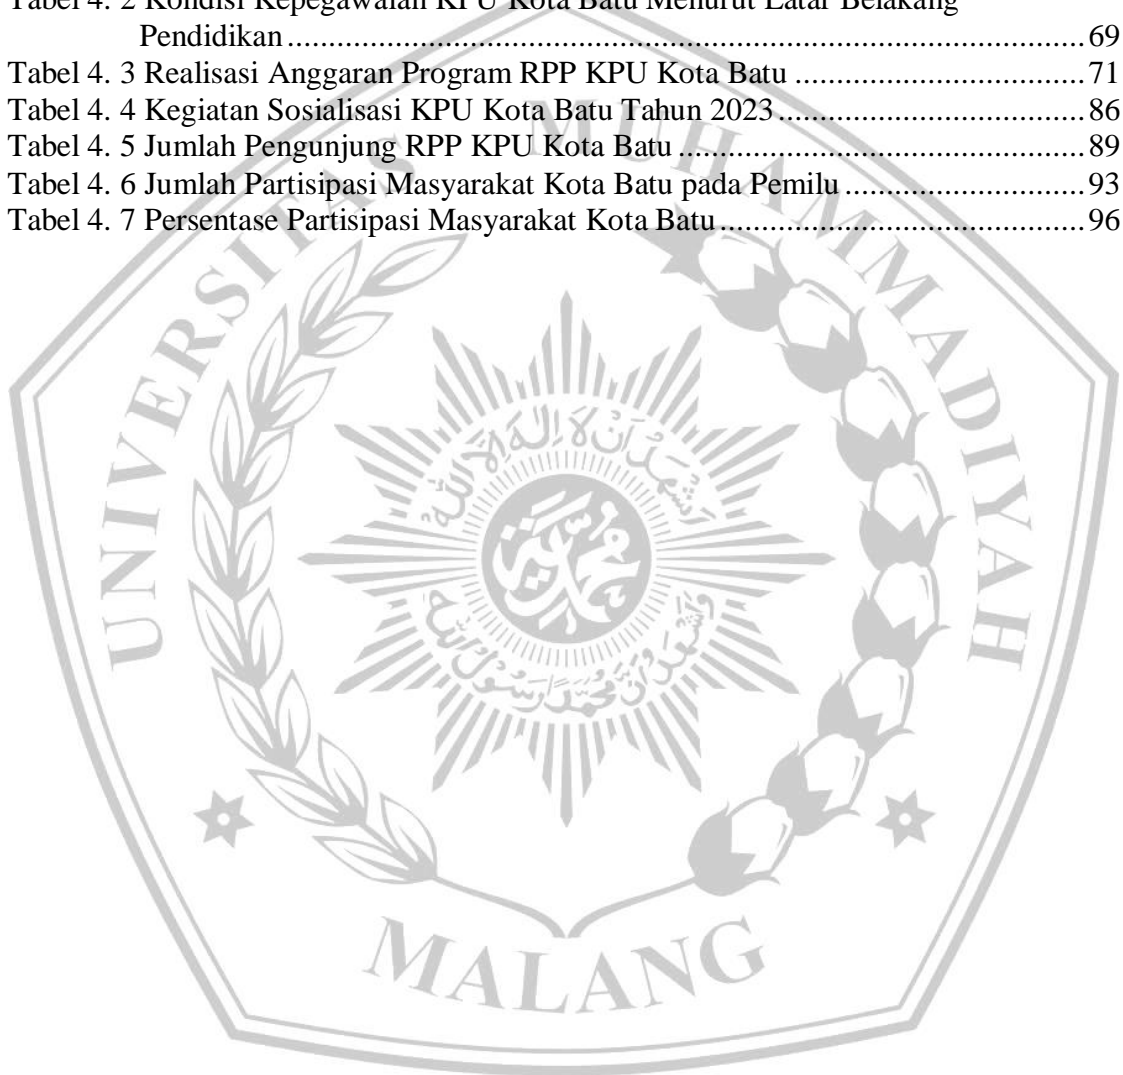 Tabel 4. 2 Kondisi Kepegawaian KPU Kota Batu Menurut Latar Belakang
Pendidikan....................................................................................................69
Tabel 4. 3 Realisasi Anggaran Program RPP KPU Kota Batu....................................71
Tabel 4. 4 Kegiatan Sosialisasi KPU Kota Batu Tahun 2023......................................86
Tabel 4. 5 Jumlah Pengunjung RPP KPU Kota Batu..................................................89
Tabel 4. 6 Jumlah Partisipasi Masyarakat Kota Batu pada Pemilu..............................93
Tabel 4. 7 Persentase Partisipasi Masyarakat Kota Batu.............................................96
UNIVERSITAS MUHAMMADIYAH
MALANG